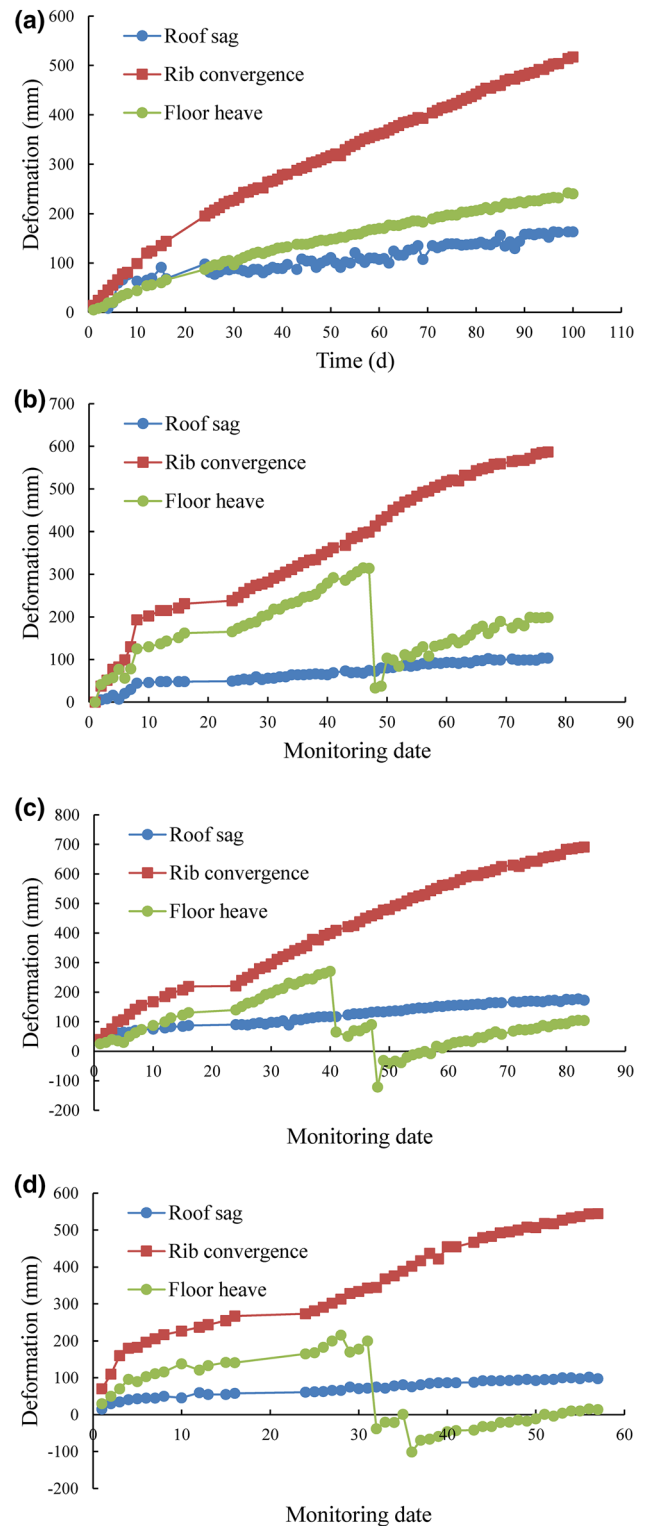 (a)
600
500
400
300
200
100
0
Deformation (mm)
Roof sag
Rib convergence
Floor heave
0 10 20 30 40 50 60 70 80 90 100 110
Time (d)
(b)
700
600
500
400
300
200
100
0
Deformation (mm)
Roof sag
Rib convergence
Floor heave
0 10 20 30 40 50 60 70 80 90
Monitoring date
(c)
800
700
600
500
400
300
200
100
0
-100
-200
Deformation (mm)
Roof sag
Rib convergence
Floor heave
0 10 20 30 40 50 60 70 80 90
Monitoring date
(d)
600
500
400
300
200
100
0
-100
-200
Deformation (mm)
Roof sag
Rib convergence
Floor heave
0 10 20 30 40 50 60
Monitoring date